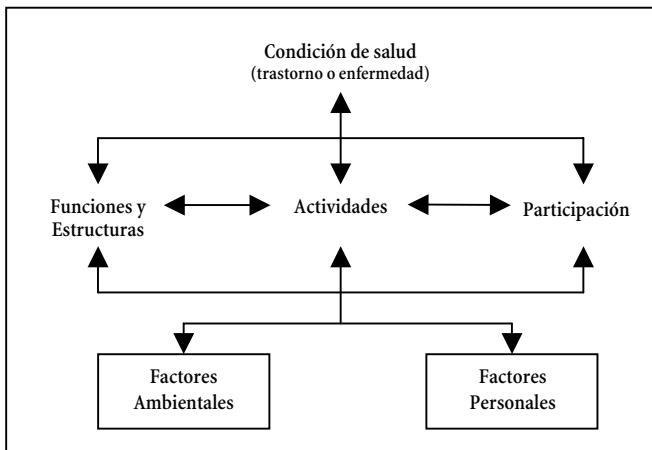 Condición de salud
(trastorno o enfermedad)
Funciones y
Estructuras
Actividades
Participación
Factores
Ambientales
Factores
Personales